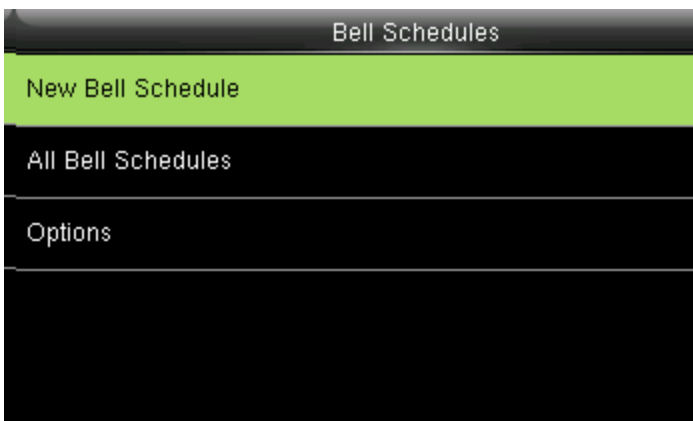 Bell Schedules
New Bell Schedule
All Bell Schedules
Options